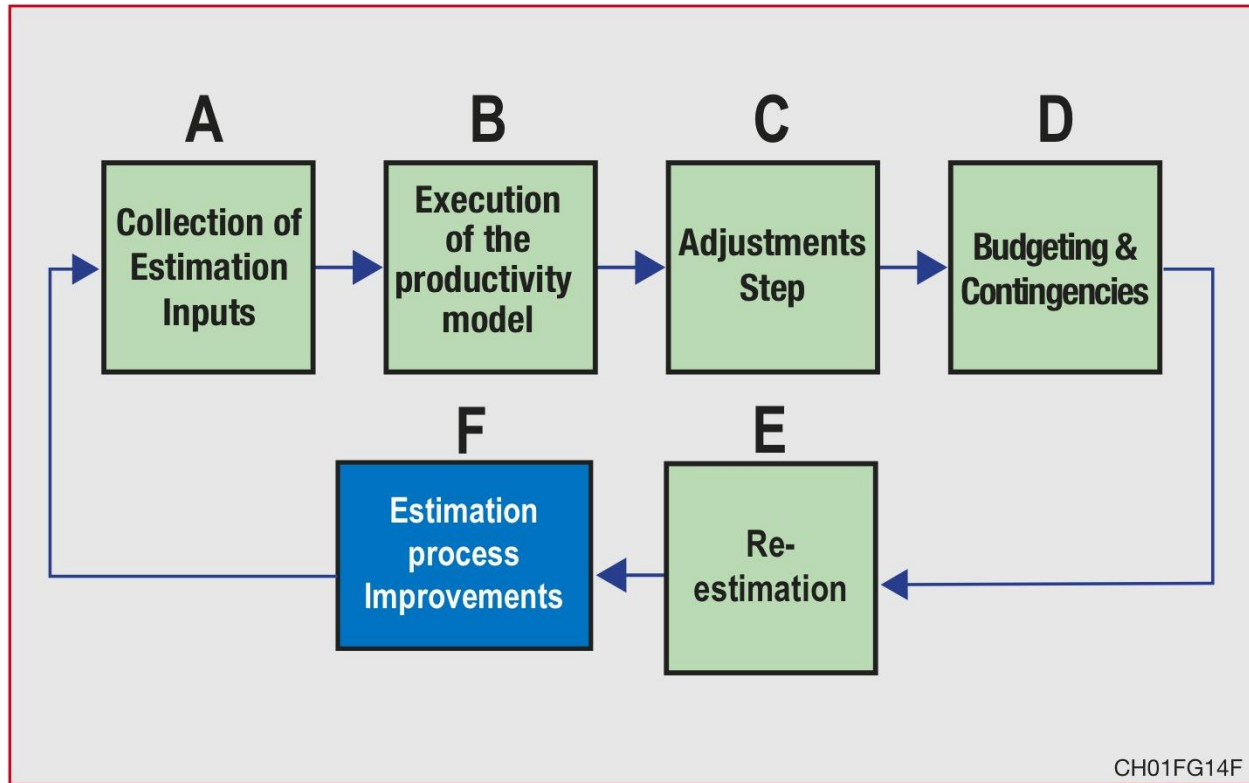 A
B
C
D
Collection of
Estimation
Inputs
Execution
of the
productivity
model
Adjustments
Step
Budgeting &
Contingencies
F
E
Estimation
process
Improvements
Re-
estimation
CH01FG14F